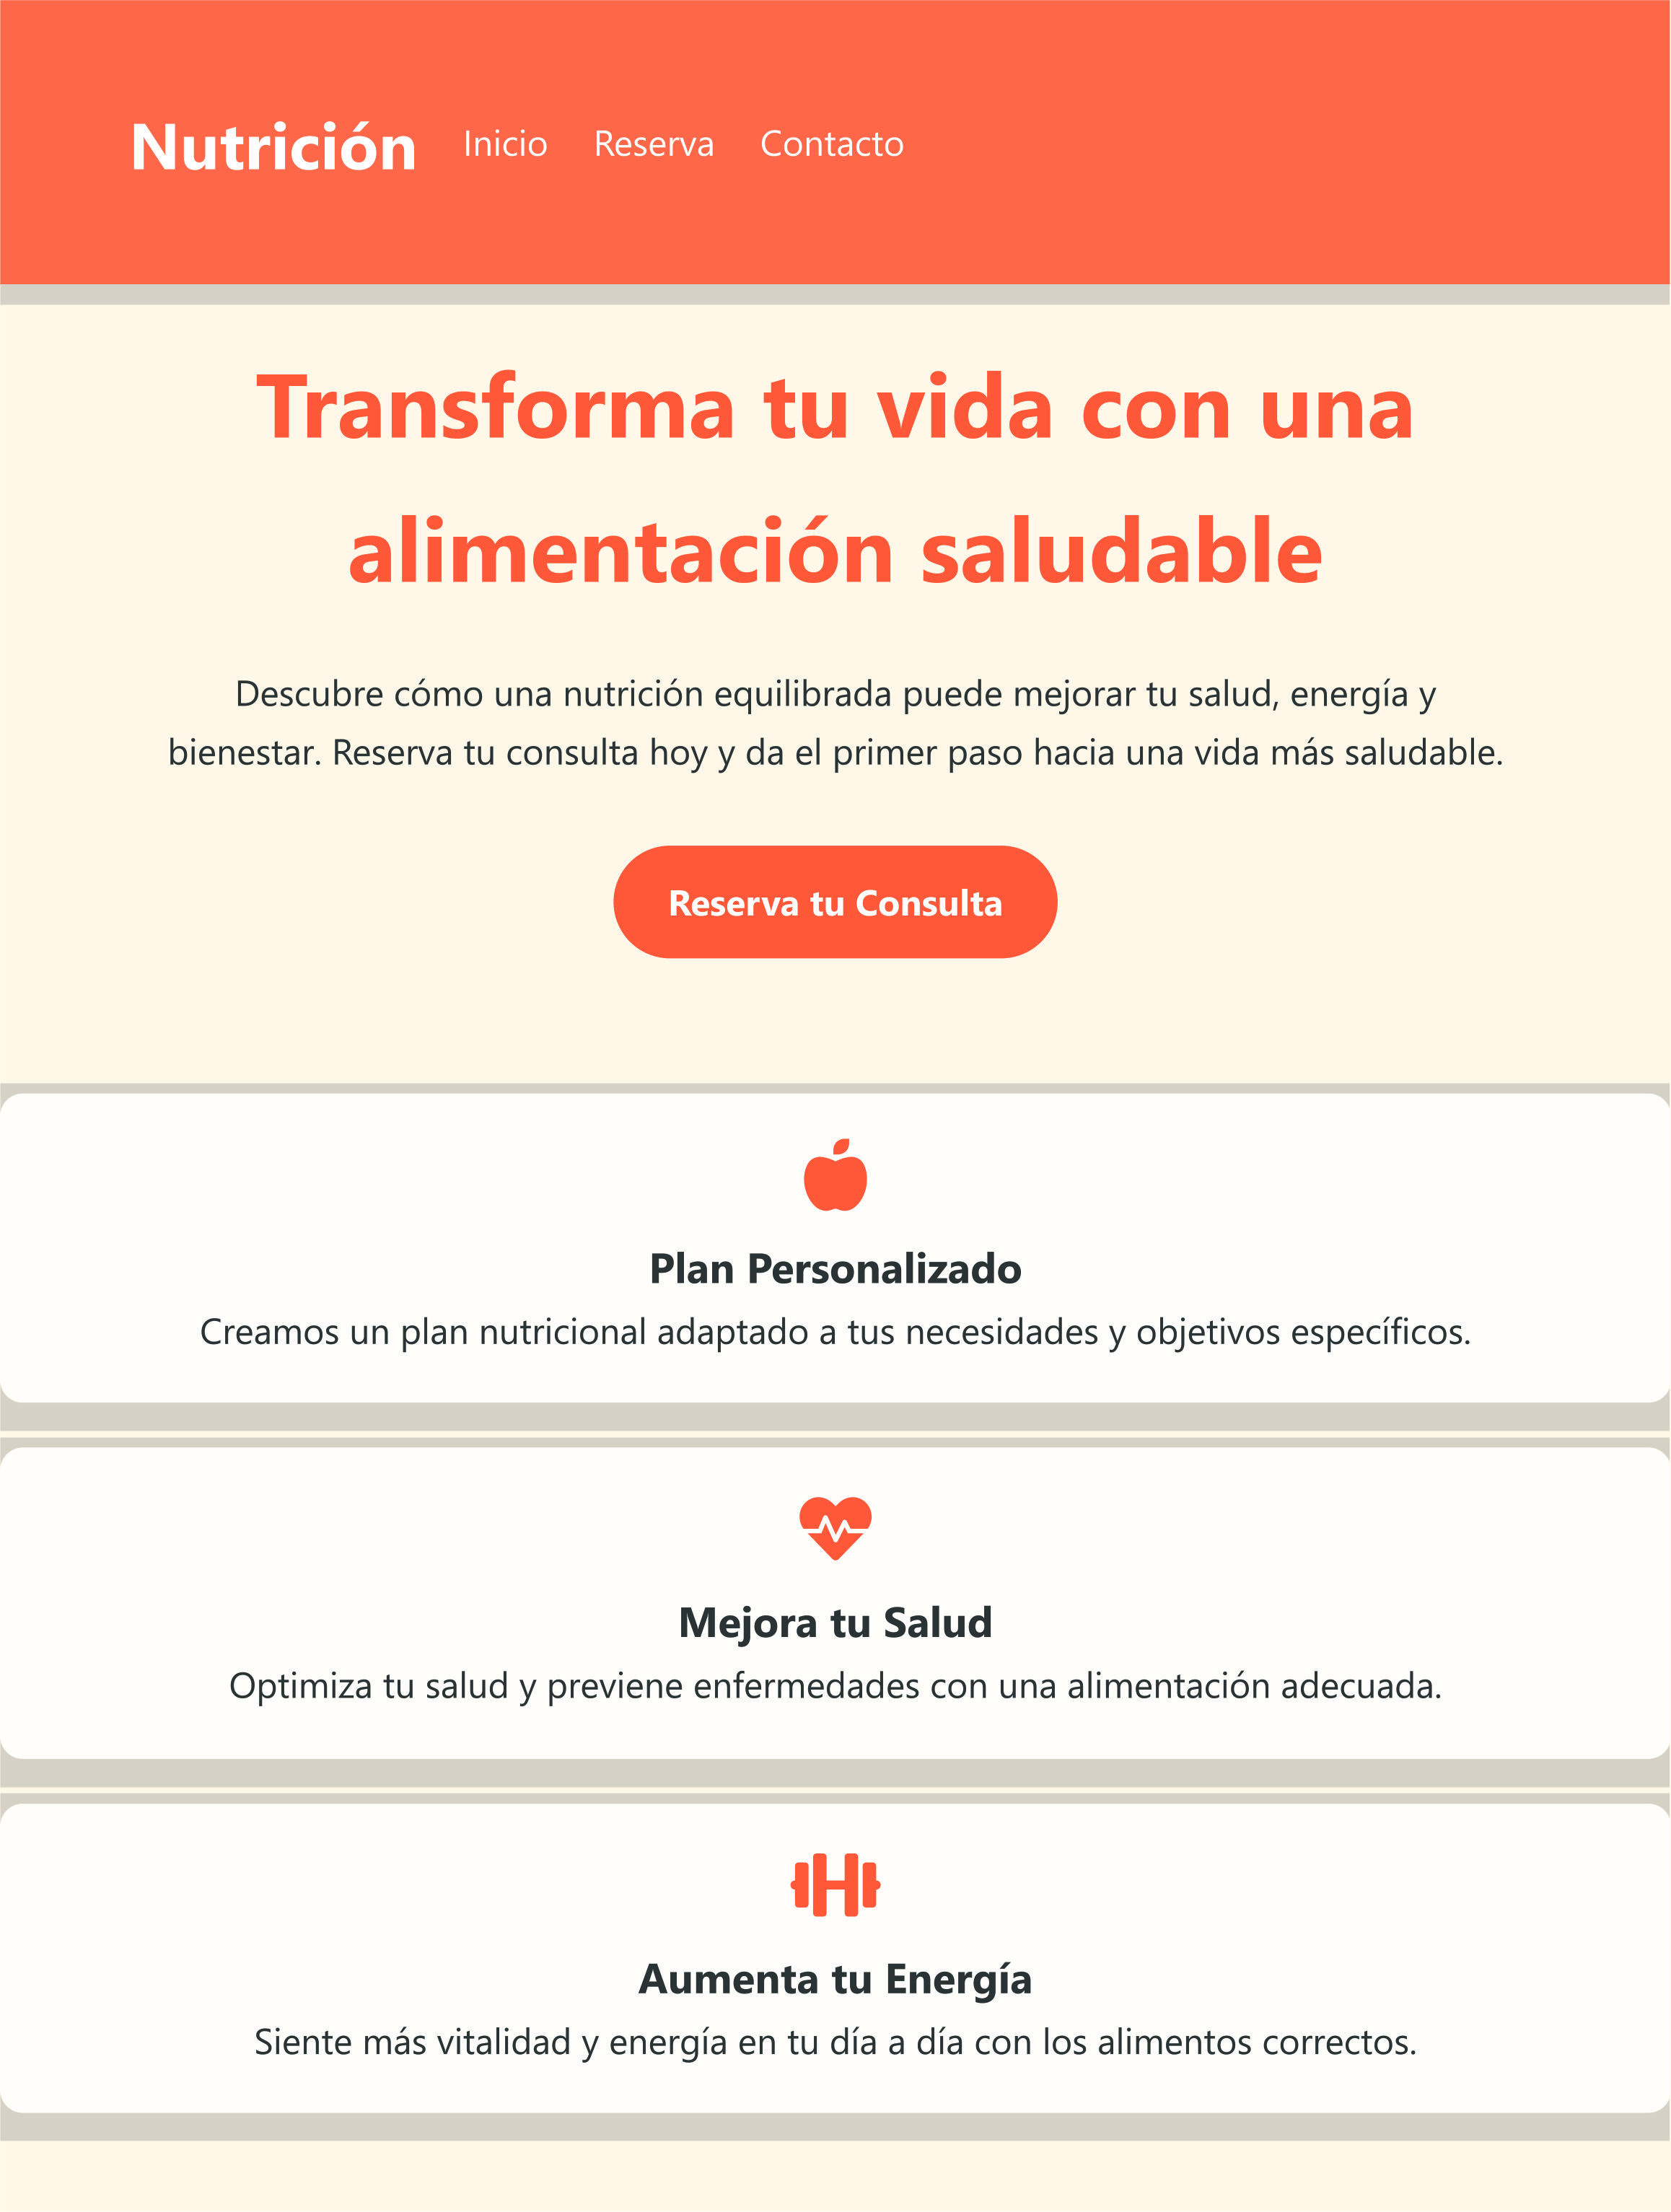 Nutrición Inicio Reserva Contacto
Transforma tu vida con una
alimentación saludable
Descubre cómo una nutrición equilibrada puede mejorar tu salud, energía y
bienestar. Reserva tu consulta hoy y da el primer paso hacia una vida más saludable.
Reserva tu Consulta
Plan Personalizado
Creamos un plan nutricional adaptado a tus necesidades y objetivos específicos.
Mejora tu Salud
Optimiza tu salud y previene enfermedades con una alimentación adecuada.
Aumenta tu Energía
Siente más vitalidad y energía en tu día a día con los alimentos correctos.